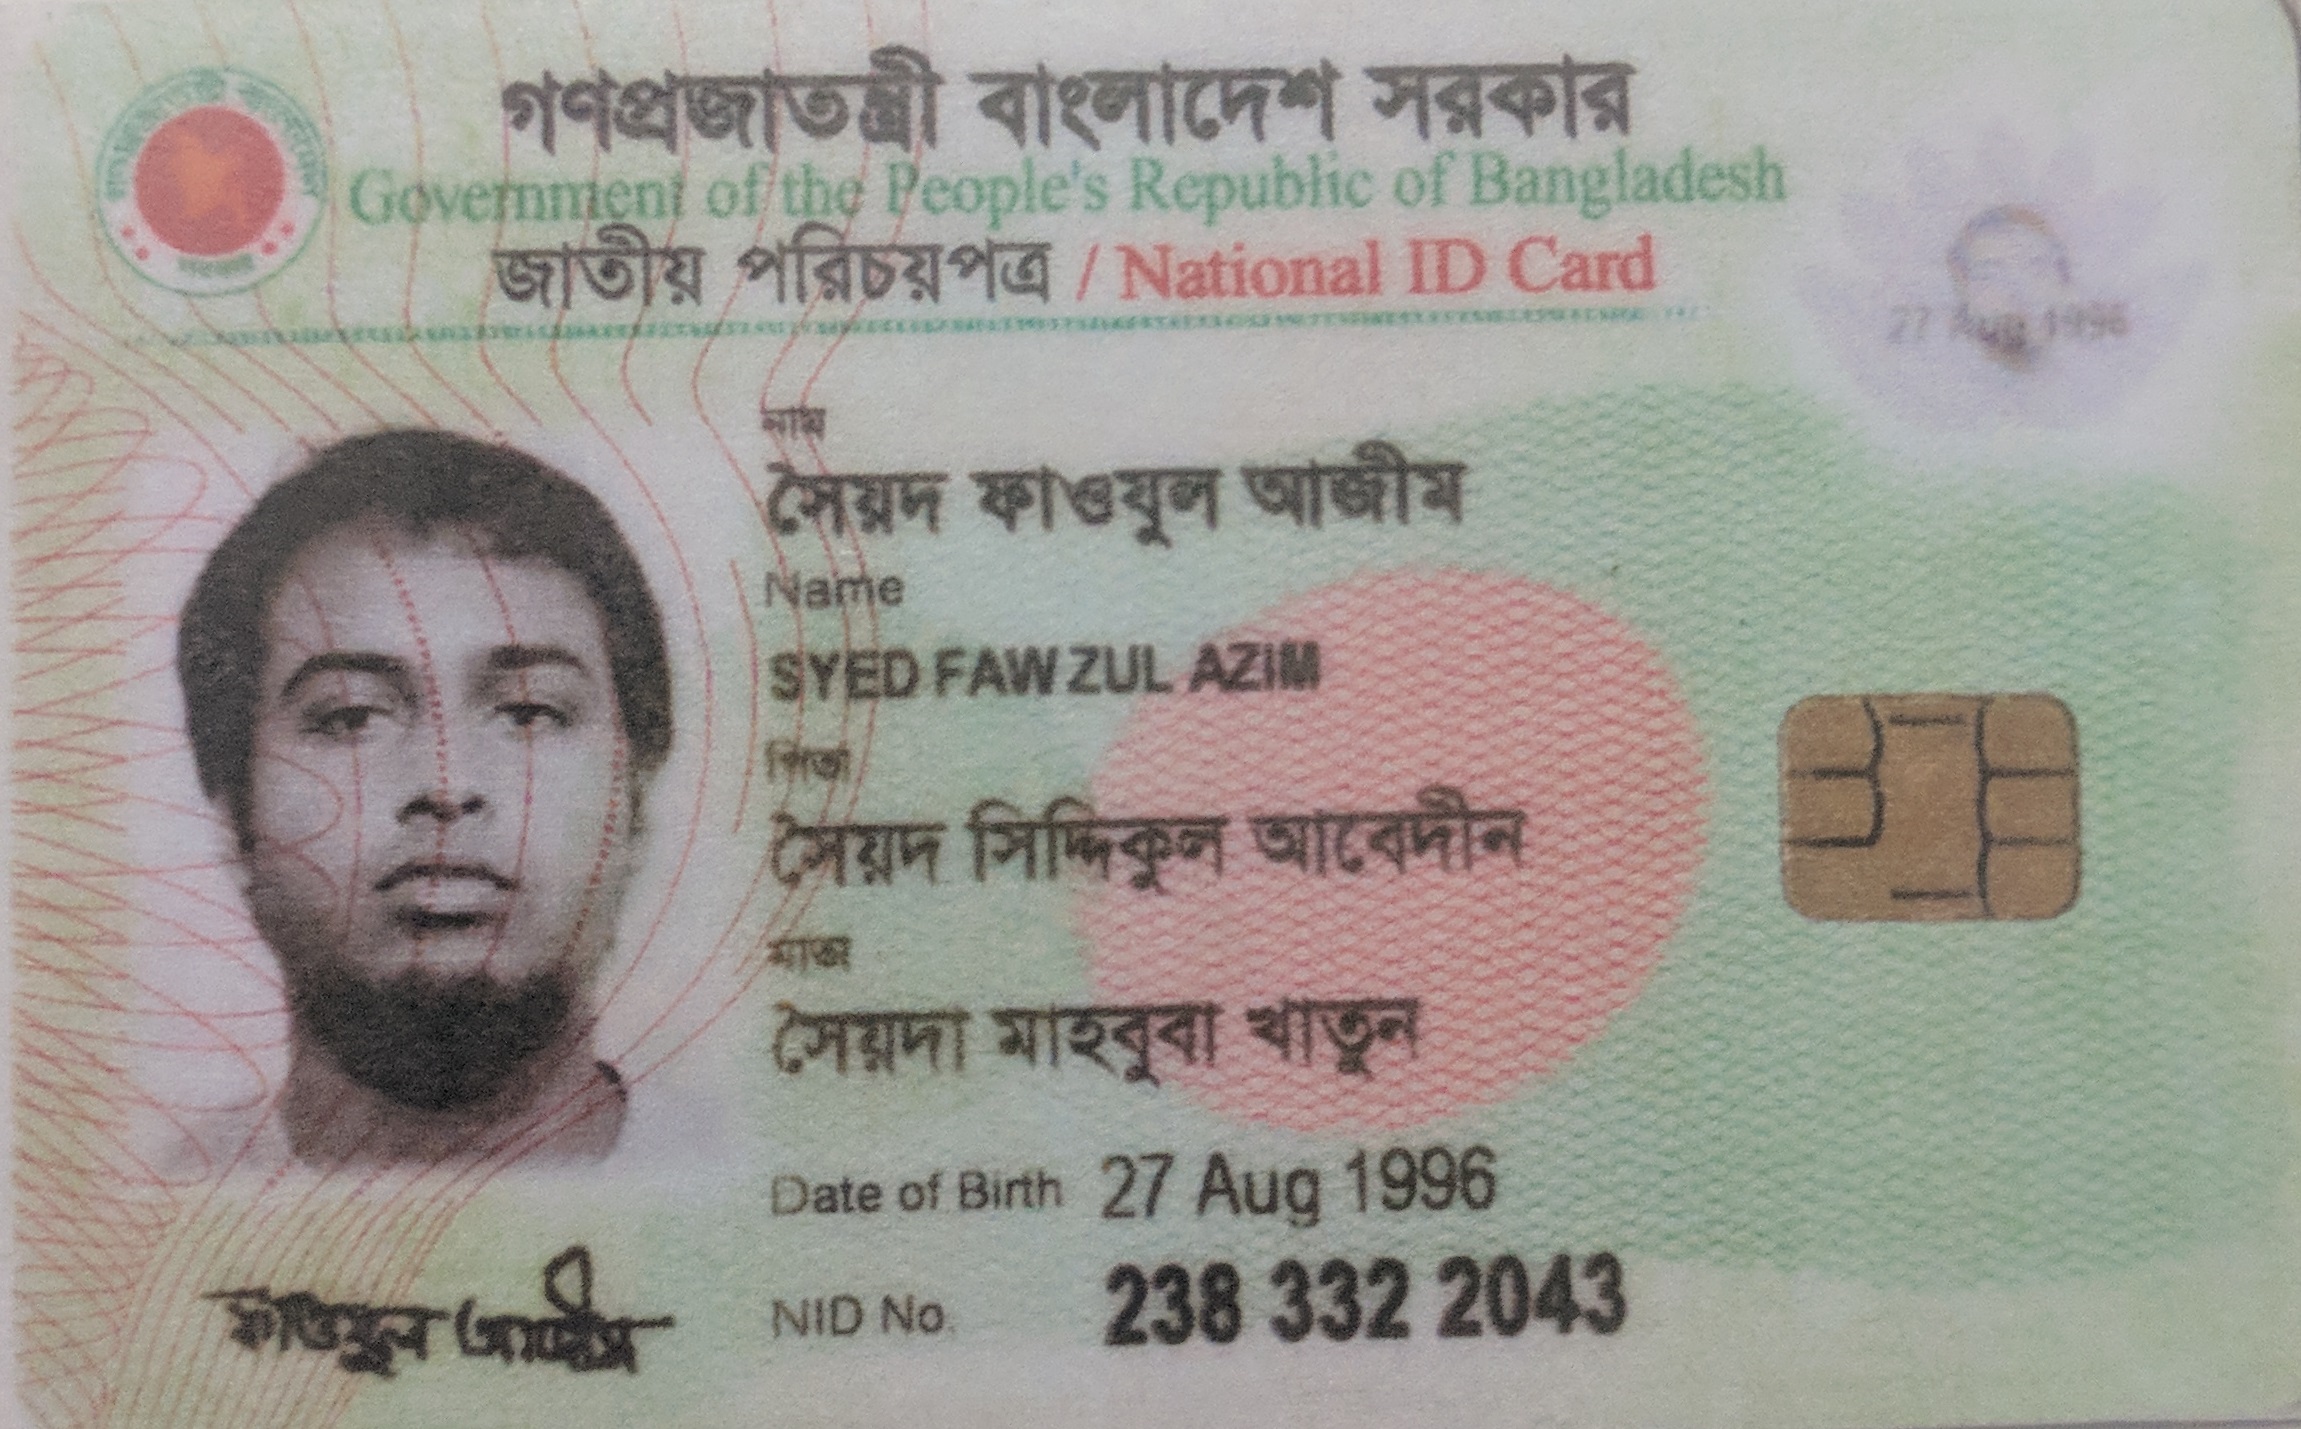 গণপ্রজাতন্ত্রী বাংলাদেশ সরকার
Government of the People's Republic of Bangladesh
জাতীয় পরিচয়পত্র / National ID Card
27 Aug 1996
নাম
সৈয়দ ফাওযুল আজীম
Name
SYED FAWZUL AZIM
পিতা
সৈয়দ সিদ্দিকুল আবেদীন
মাতা
সৈয়দা মাহবুবা খাতুন
Date of Birth 27 Aug 1996
NID No. 238 332 2043
ফাওযুল আজীম